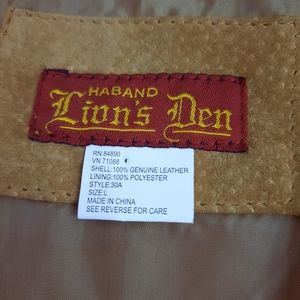 HABAND
Lion's Den
RN 84890
VN 71088
SHELL:100% GENUINE LEATHER
LINING:100% POLYESTER
STYLE:30A
SIZE:L
MADE IN CHINA
SEE REVERSE FOR CARE